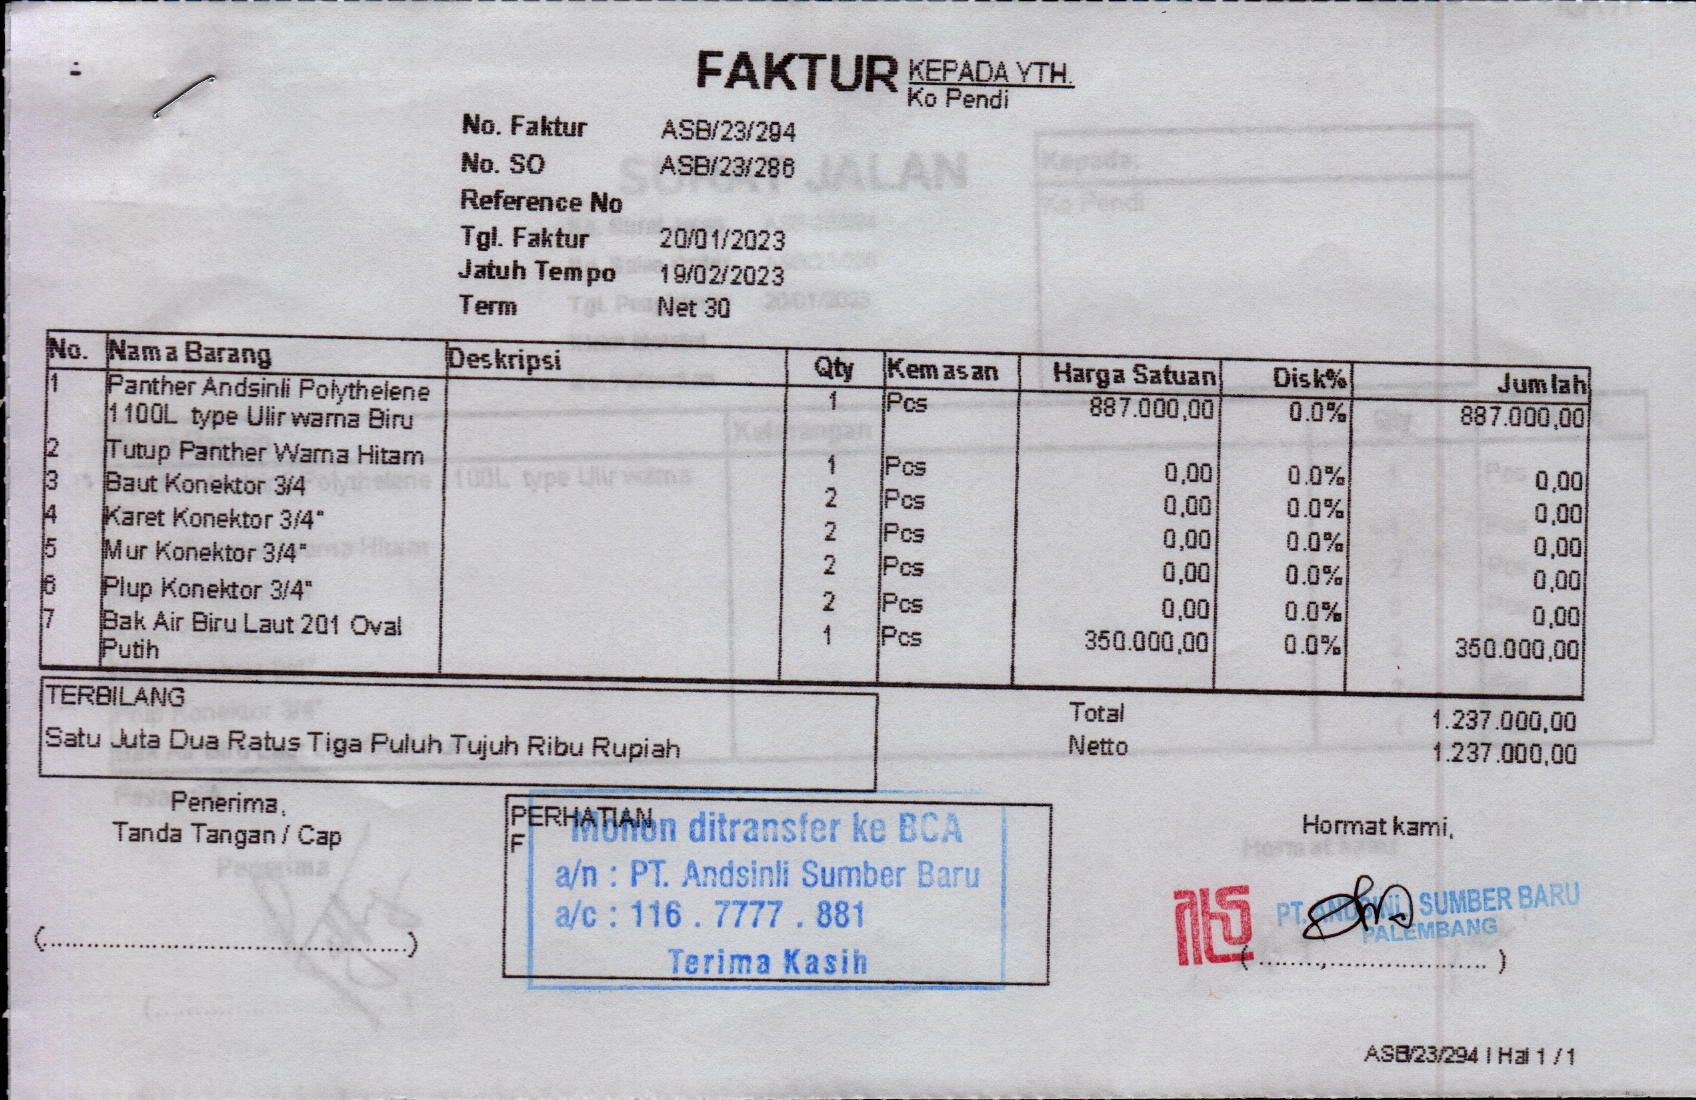 FAKTUR KEPADA YTH.
Ko Pendi
No. Faktur ASB/23/294
No. SO ASB/23/286
Reference No
Tgl. Faktur 20/01/2023
Jatuh Tempo 19/02/2023
Term Net 30
No. Nama Barang Deskripsi Qty Kemasan Harga Satuan Disk% Jumlah
1 Panther Andsinli Polythelene 1 Pcs 887.000,00 0.0% 887.000,00
1100L type Ulir warna Biru
2 Tutup Panther Warna Hitam 1 Pcs 0,00 0.0% 0,00
3 Baut Konektor 3/4 2 Pcs 0,00 0.0% 0,00
4 Karet Konektor 3/4" 2 Pcs 0,00 0.0% 0,00
5 Mur Konektor 3/4" 2 Pcs 0,00 0.0% 0,00
6 Plup Konektor 3/4" 2 Pcs 0,00 0.0% 0,00
7 Bak Air Biru Laut 201 Oval 1 Pcs 350.000,00 0.0% 350.000,00
Putih
TERBILANG
Satu Juta Dua Ratus Tiga Puluh Tujuh Ribu Rupiah
Total 1.237.000,00
Netto 1.237.000,00
Penerima,
Tanda Tangan / Cap
(..........................................)
PERHATIAN
F
Mohon ditransfer ke BCA
a/n : PT. Andsinli Sumber Baru
a/c : 116 . 7777 . 881
Terima Kasih
Hormat kami,
PT. ANDSINLI SUMBER BARU
PALEMBANG
(..............................)
ASB/23/294 | Hal 1 / 1
SURAT JALAN
Kepada:
Ko Pendi